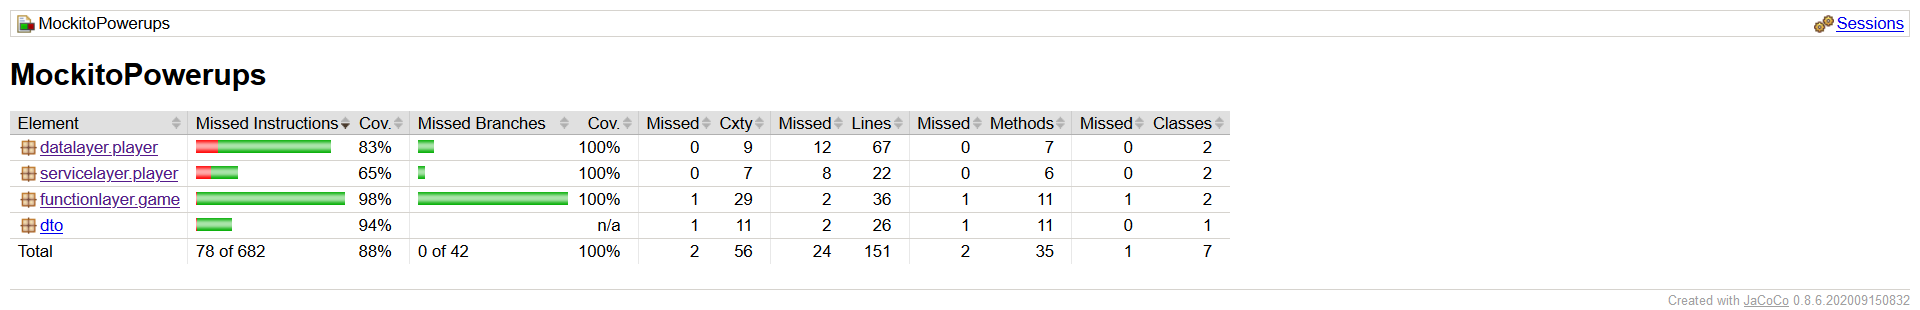 MockitoPowerups Sessions
MockitoPowerups
Element Missed Instructions Cov. Missed Branches Cov. Missed Cxty Missed Lines Missed Methods Missed Classes
datalayer.player 83% 100% 0 9 12 67 0 7 0 2
servicelayer.player 65% 100% 0 7 8 22 0 6 0 2
functionlayer.game 98% 100% 1 29 2 36 1 11 1 2
dto 94% n/a 1 11 2 26 1 11 0 1
Total 78 of 682 88% 0 of 42 100% 2 56 24 151 2 35 1 7
Created with JaCoCo 0.8.6.202009150832